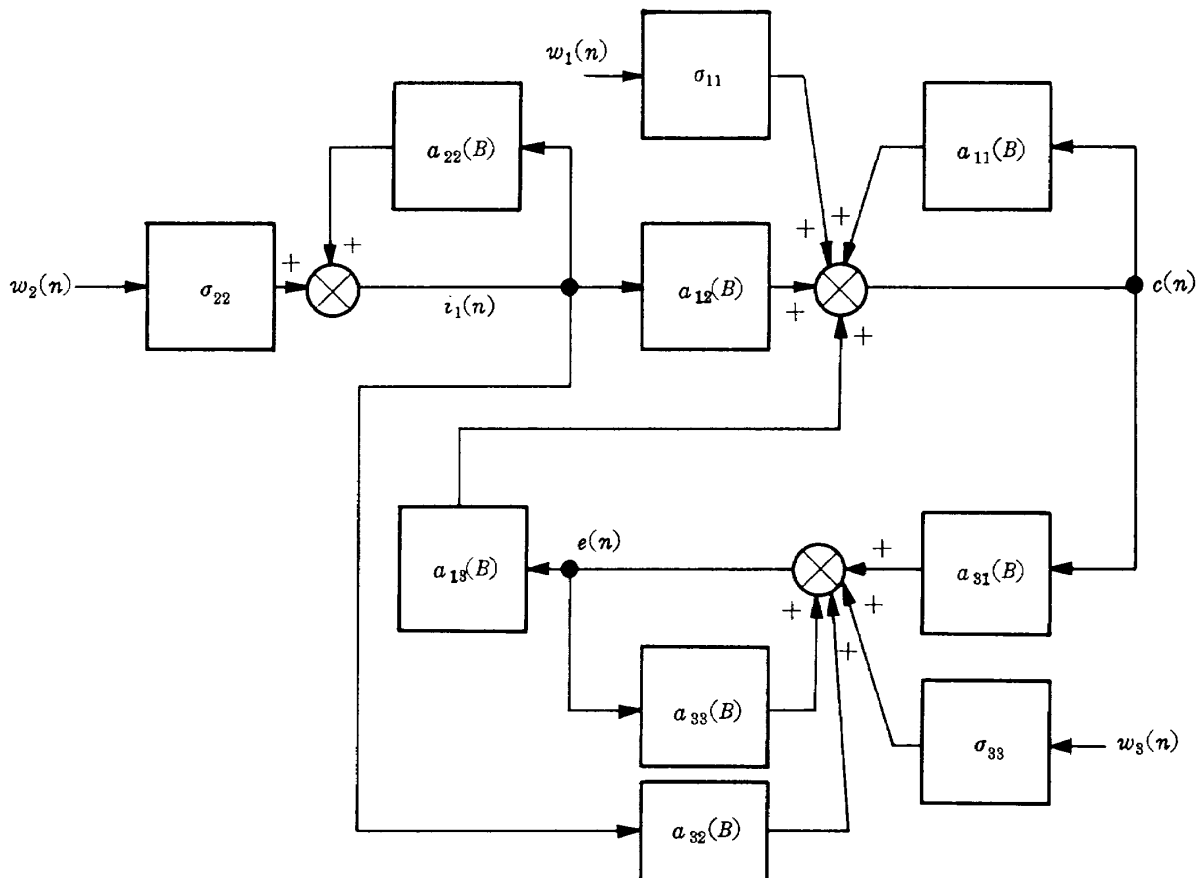 w₁(n)
σ₁₁
+
+
a₂₂(B)
a₁₁(B)
+
+
w₂(n)
σ₂₂
i₁(n)
a₁₂(B)
+
+
c(n)
a₁₃(B)
e(n)
+
a₃₁(B)
+
+
+
a₃₃(B)
σ₃₃
w₃(n)
a₃₂(B)